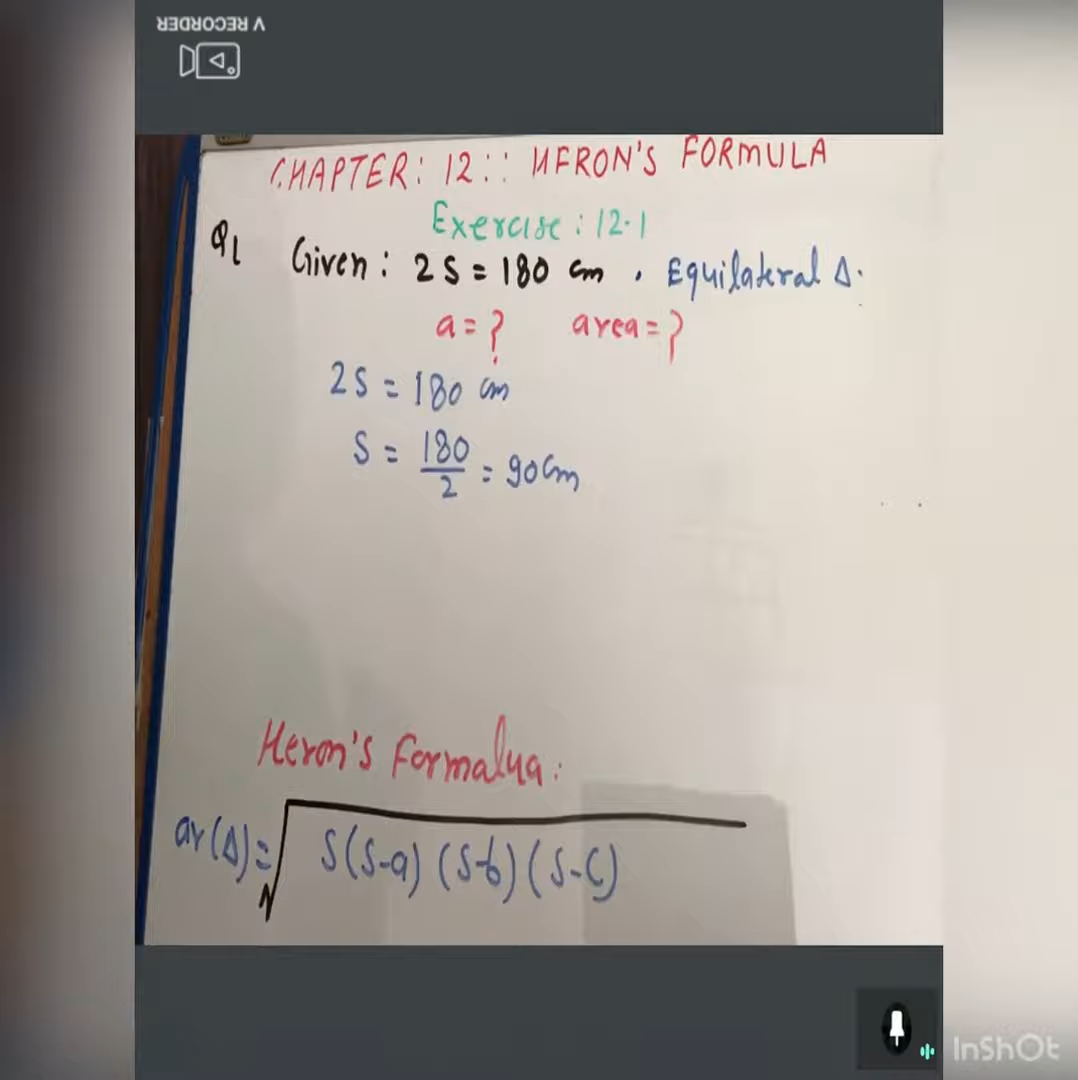 V RECORDER
CHAPTER: 12:: HERON'S FORMULA
Exercise: 12.1
Q1 Given: 2S = 180 cm , Equilateral Δ.
a = ? area = ?
2S = 180 cm
S = 180/2 = 90cm
Heron's Formalua:
ar(Δ) = √S(S-a) (S-b) (S-C)
InShOt